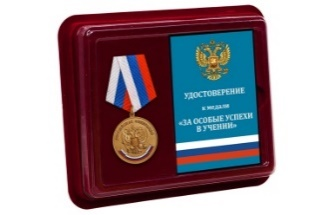 УДОСТОВЕРЕНИЕ
к медали
«ЗА ОСОБЫЕ УСПЕХИ
В УЧЕНИИ»